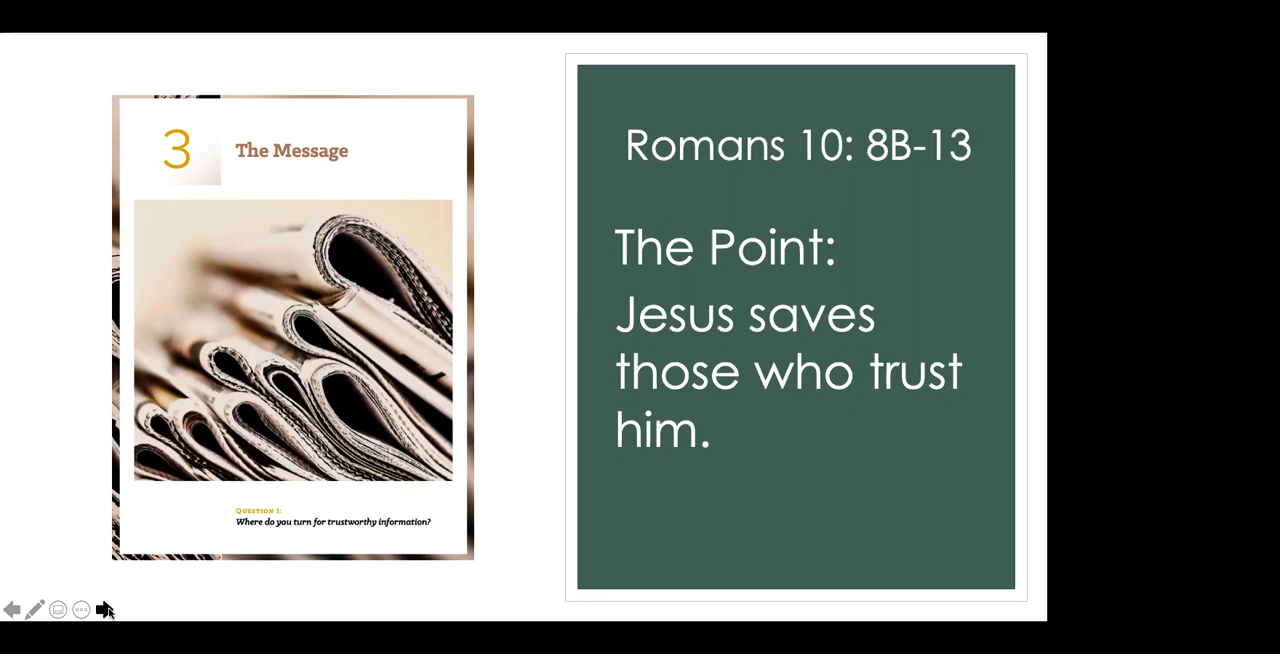 3
The Message
QUESTION 1:
Where do you turn for trustworthy information?
Romans 10: 8B-13
The Point:
Jesus saves
those who trust
him.